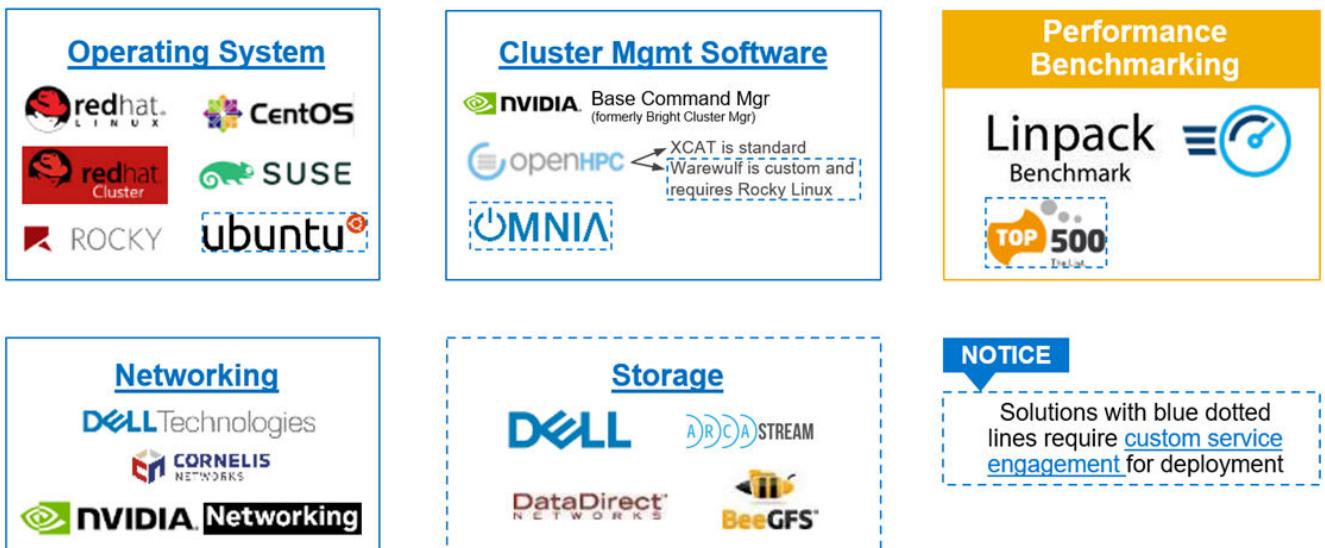 Operating System
redhat.
LINUX
CentOS
redhat.
Cluster
SUSE
ROCKY
ubuntu
Cluster Mgmt Software
NVIDIA. Base Command Mgr
(formerly Bright Cluster Mgr)
openHPC
XCAT is standard
Warewulf is custom and
requires Rocky Linux
OMNIA
Performance
Benchmarking
Linpack
Benchmark
TOP 500
The List
Networking
DELLTechnologies
CORNELIS
NETWORKS
NVIDIA. Networking
Storage
DELL
ARCASTREAM
DataDirect
NETWORKS
BeeGFS
NOTICE
Solutions with blue dotted
lines require custom service
engagement for deployment